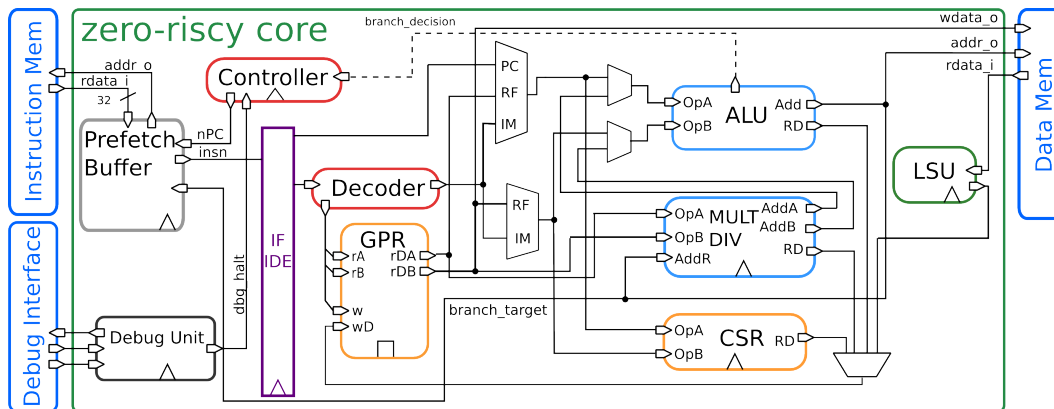 zero-riscy core
Instruction Mem
Debug Interface
Data Mem
branch_decision
wdata_o
addr_o
rdata_i
addr_o
rdata_i
32
Controller
Prefetch
Buffer
nPC
insn
IF
IDE
dbg_halt
Debug Unit
Decoder
GPR
rA
rB
w
wD
rDA
rDB
PC
RF
IM
RF
IM
OpA
OpB
ALU
Add
RD
OpA
OpB
AddR
MULT
DIV
AddA
AddB
RD
LSU
branch_target
OpA
OpB
CSR
RD